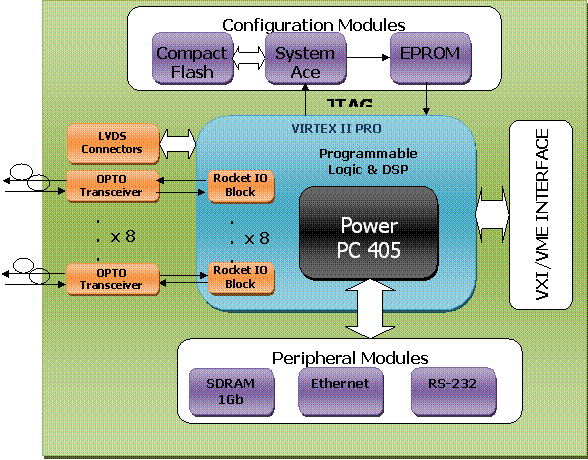 Configuration Modules
Compact
Flash
System
Ace
EPROM
JTAG
VIRTEX II PRO
LVDS
Connectors
Programmable
Logic & DSP
OPTO
Transceiver
Rocket IO
Block
Power
PC 405
. x 8
. x 8
OPTO
Transceiver
Rocket IO
Block
VXI/VME INTERFACE
Peripheral Modules
SDRAM
1Gb
Ethernet
RS-232